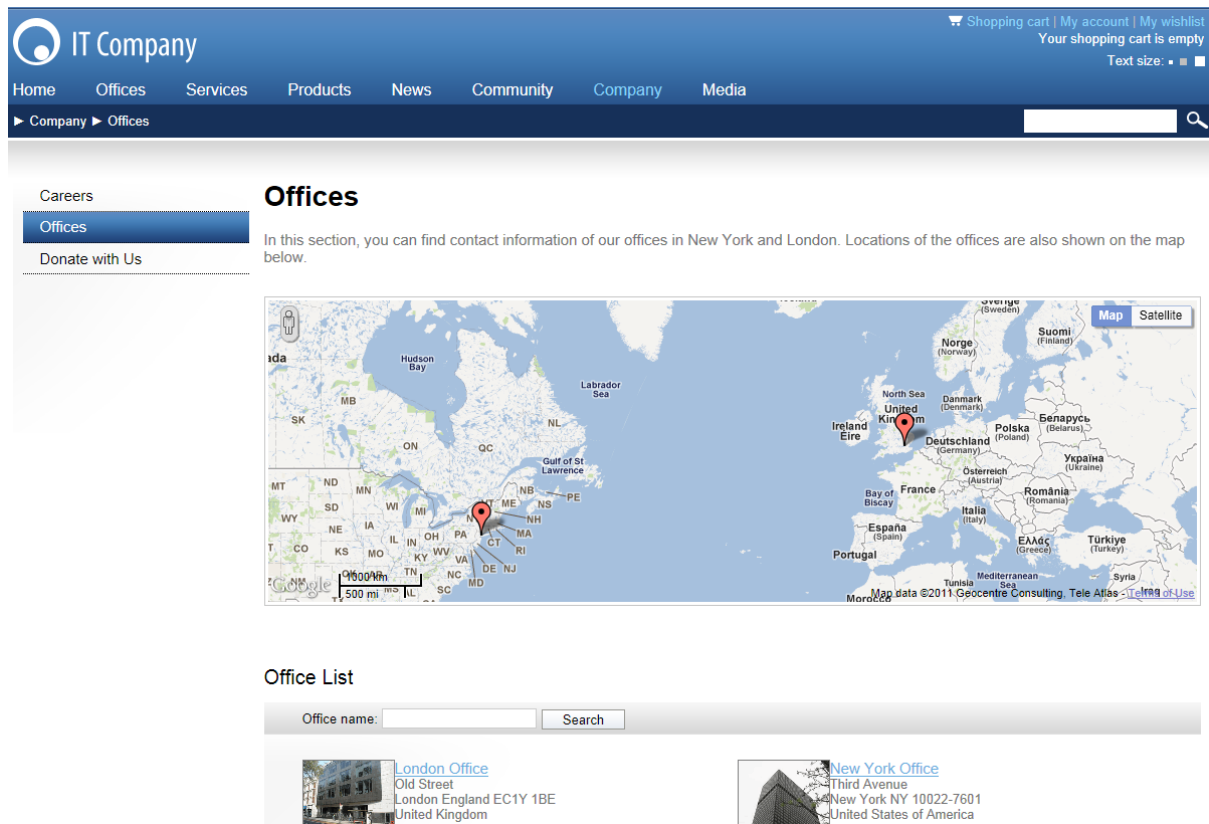 Shopping cart | My account | My wishlist
IT Company
Your shopping cart is empty
Text size:
Home Offices Services Products News Community Company Media
► Company ► Offices
Careers
Offices
Donate with Us
Offices
In this section, you can find contact information of our offices in New York and London. Locations of the offices are also shown on the map
below.
Map Satellite
Sverige
(Sweden)
Suomi
(Finland)
Norge
(Norway)
Hudson
Bay
Labrador
Sea
North Sea
Danmark
(Denmark)
United
Kingdom
Ireland
Éire
Беларусь
(Belarus)
Polska
(Poland)
Deutschland
(Germany)
Україна
(Ukraine)
Österreich
(Austria)
France
Bay of
Biscay
România
(Romania)
Italia
(Italy)
España
(Spain)
Portugal
Ελλάς
(Greece)
Türkiye
(Turkey)
Mediterranean
Sea
Tunisia
Syria
Iraq
Morocco
MB
SK
NL
ON
QC
Gulf of St
Lawrence
MT
ND
MN
NB
PE
ME
NS
SD
WI
MI
NH
WY
NE
IA
PA
MA
IL
IN
OH
CT
RI
CO
KS
MO
KY
WV
VA
DE
NJ
TN
NC
MD
MS
AL
SC
Google
1000 km
500 mi
Map data ©2011 Geocentre Consulting, Tele Atlas - Terms of Use
Office List
Office name: Search
London Office
Old Street
London England EC1Y 1BE
United Kingdom
New York Office
Third Avenue
New York NY 10022-7601
United States of America